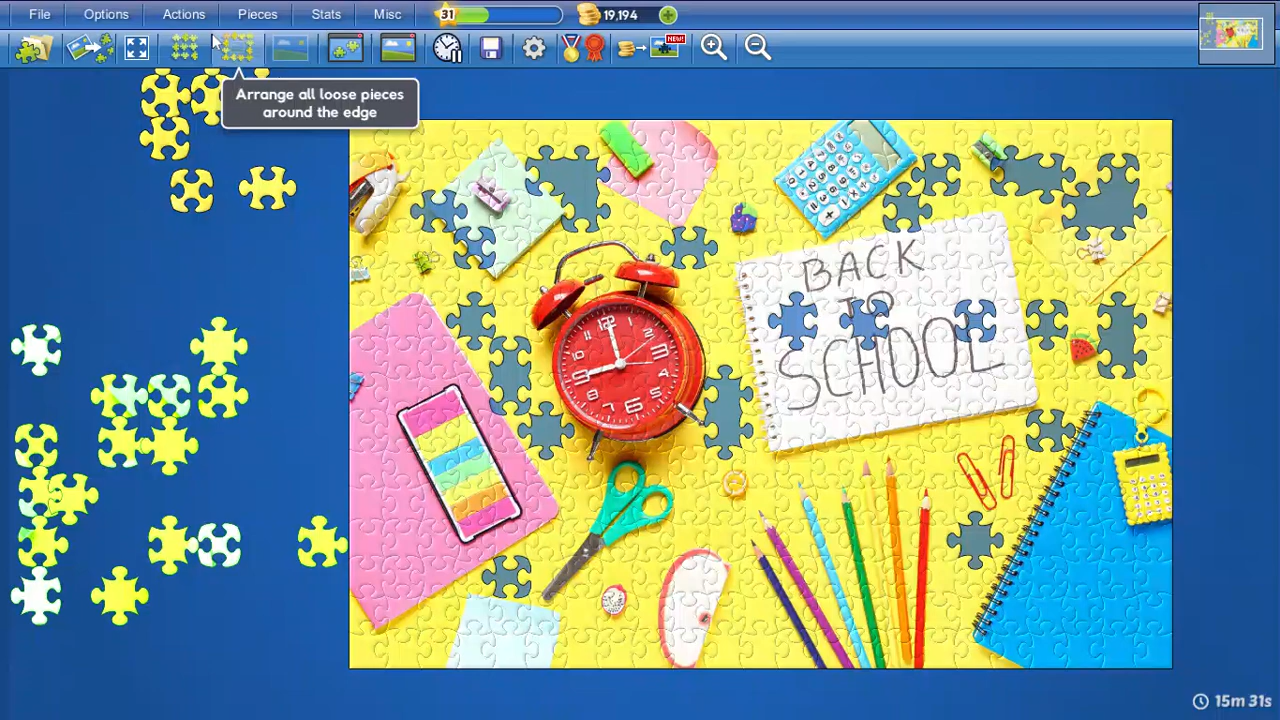 File Options Actions Pieces Stats Misc 31 19,194
NEW!
Arrange all loose pieces
around the edge
BACK
TO
SCHOOL
15m 31s